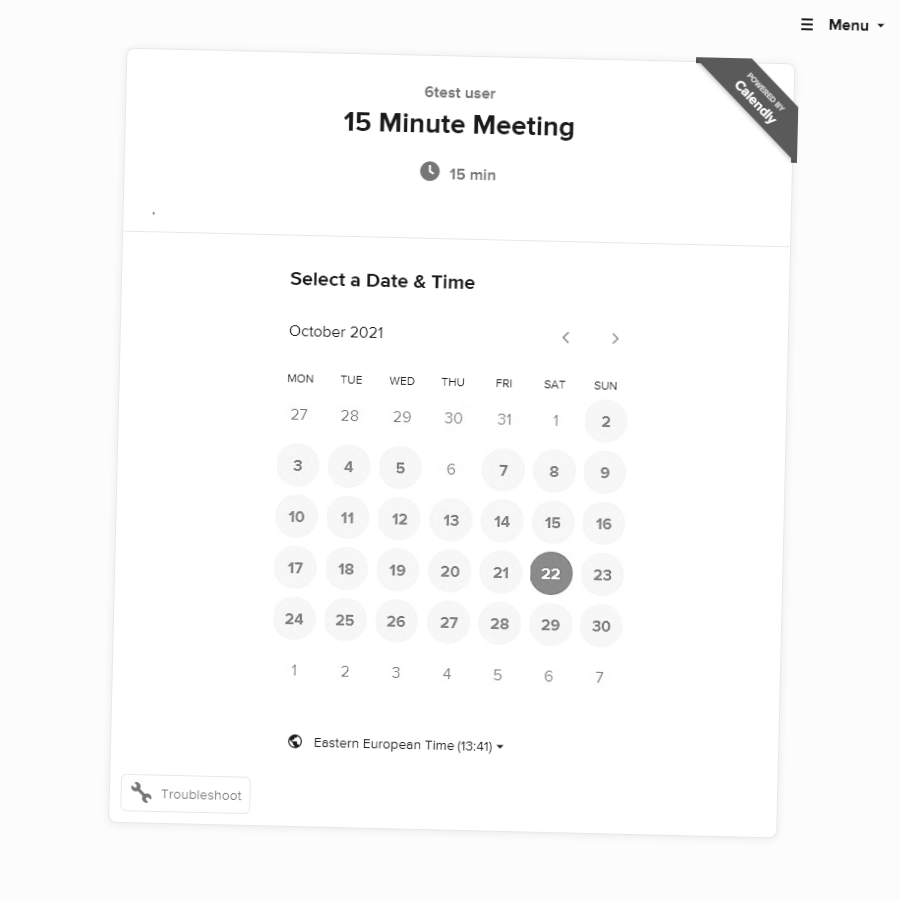 Menu
POWERED BY
Calendly
6test user
15 Minute Meeting
15 min
.
Select a Date & Time
October 2021
MON TUE WED THU FRI SAT SUN
27 28 29 30 31 1 2
3 4 5 6 7 8 9
10 11 12 13 14 15 16
17 18 19 20 21 22 23
24 25 26 27 28 29 30
1 2 3 4 5 6 7
Eastern European Time (13:41)
Troubleshoot